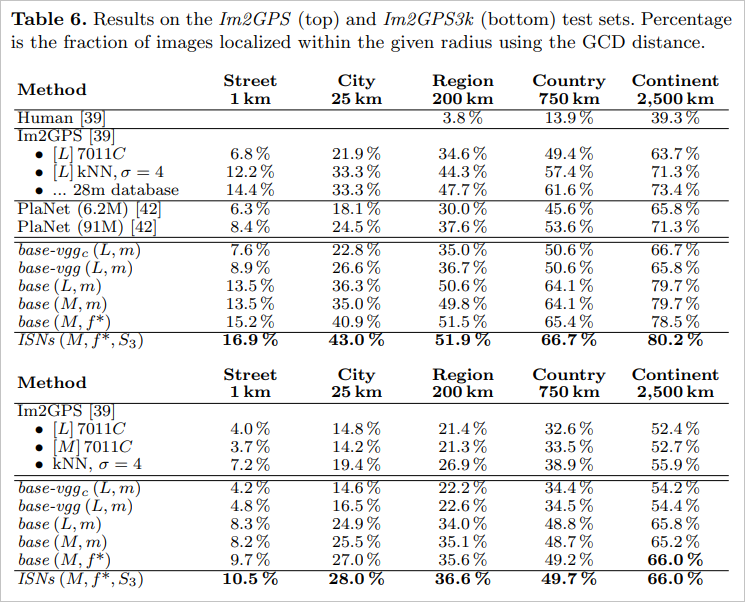 Table 6. Results on the Im2GPS (top) and Im2GPS3k (bottom) test sets. Percentage
is the fraction of images localized within the given radius using the GCD distance.
Method Street 1 km City 25 km Region 200 km Country 750 km Continent 2,500 km
Human [39] 3.8 % 13.9 % 39.3 %
Im2GPS [39]
• [L] 7011C 6.8 % 21.9 % 34.6 % 49.4 % 63.7 %
• [L] kNN, σ = 4 12.2 % 33.3 % 44.3 % 57.4 % 71.3 %
• ... 28m database 14.4 % 33.3 % 47.7 % 61.6 % 73.4 %
PlaNet (6.2M) [42] 6.3 % 18.1 % 30.0 % 45.6 % 65.8 %
PlaNet (91M) [42] 8.4 % 24.5 % 37.6 % 53.6 % 71.3 %
base-vggc (L, m) 7.6 % 22.8 % 35.0 % 50.6 % 66.7 %
base-vgg (L, m) 8.9 % 26.6 % 36.7 % 50.6 % 65.8 %
base (L, m) 13.5 % 36.3 % 50.6 % 64.1 % 79.7 %
base (M, m) 13.5 % 35.0 % 49.8 % 64.1 % 79.7 %
base (M, f*) 15.2 % 40.9 % 51.5 % 65.4 % 78.5 %
ISNs (M, f*, S3) 16.9 % 43.0 % 51.9 % 66.7 % 80.2 %
Method Street 1 km City 25 km Region 200 km Country 750 km Continent 2,500 km
Im2GPS [39]
• [L] 7011C 4.0 % 14.8 % 21.4 % 32.6 % 52.4 %
• [M] 7011C 3.7 % 14.2 % 21.3 % 33.5 % 52.7 %
• kNN, σ = 4 7.2 % 19.4 % 26.9 % 38.9 % 55.9 %
base-vggc (L, m) 4.2 % 14.6 % 22.2 % 34.4 % 54.2 %
base-vgg (L, m) 4.8 % 16.5 % 22.6 % 34.5 % 54.4 %
base (L, m) 8.3 % 24.9 % 34.0 % 48.8 % 65.8 %
base (M, m) 8.2 % 25.5 % 35.1 % 48.7 % 65.2 %
base (M, f*) 9.7 % 27.0 % 35.6 % 49.2 % 66.0 %
ISNs (M, f*, S3) 10.5 % 28.0 % 36.6 % 49.7 % 66.0 %